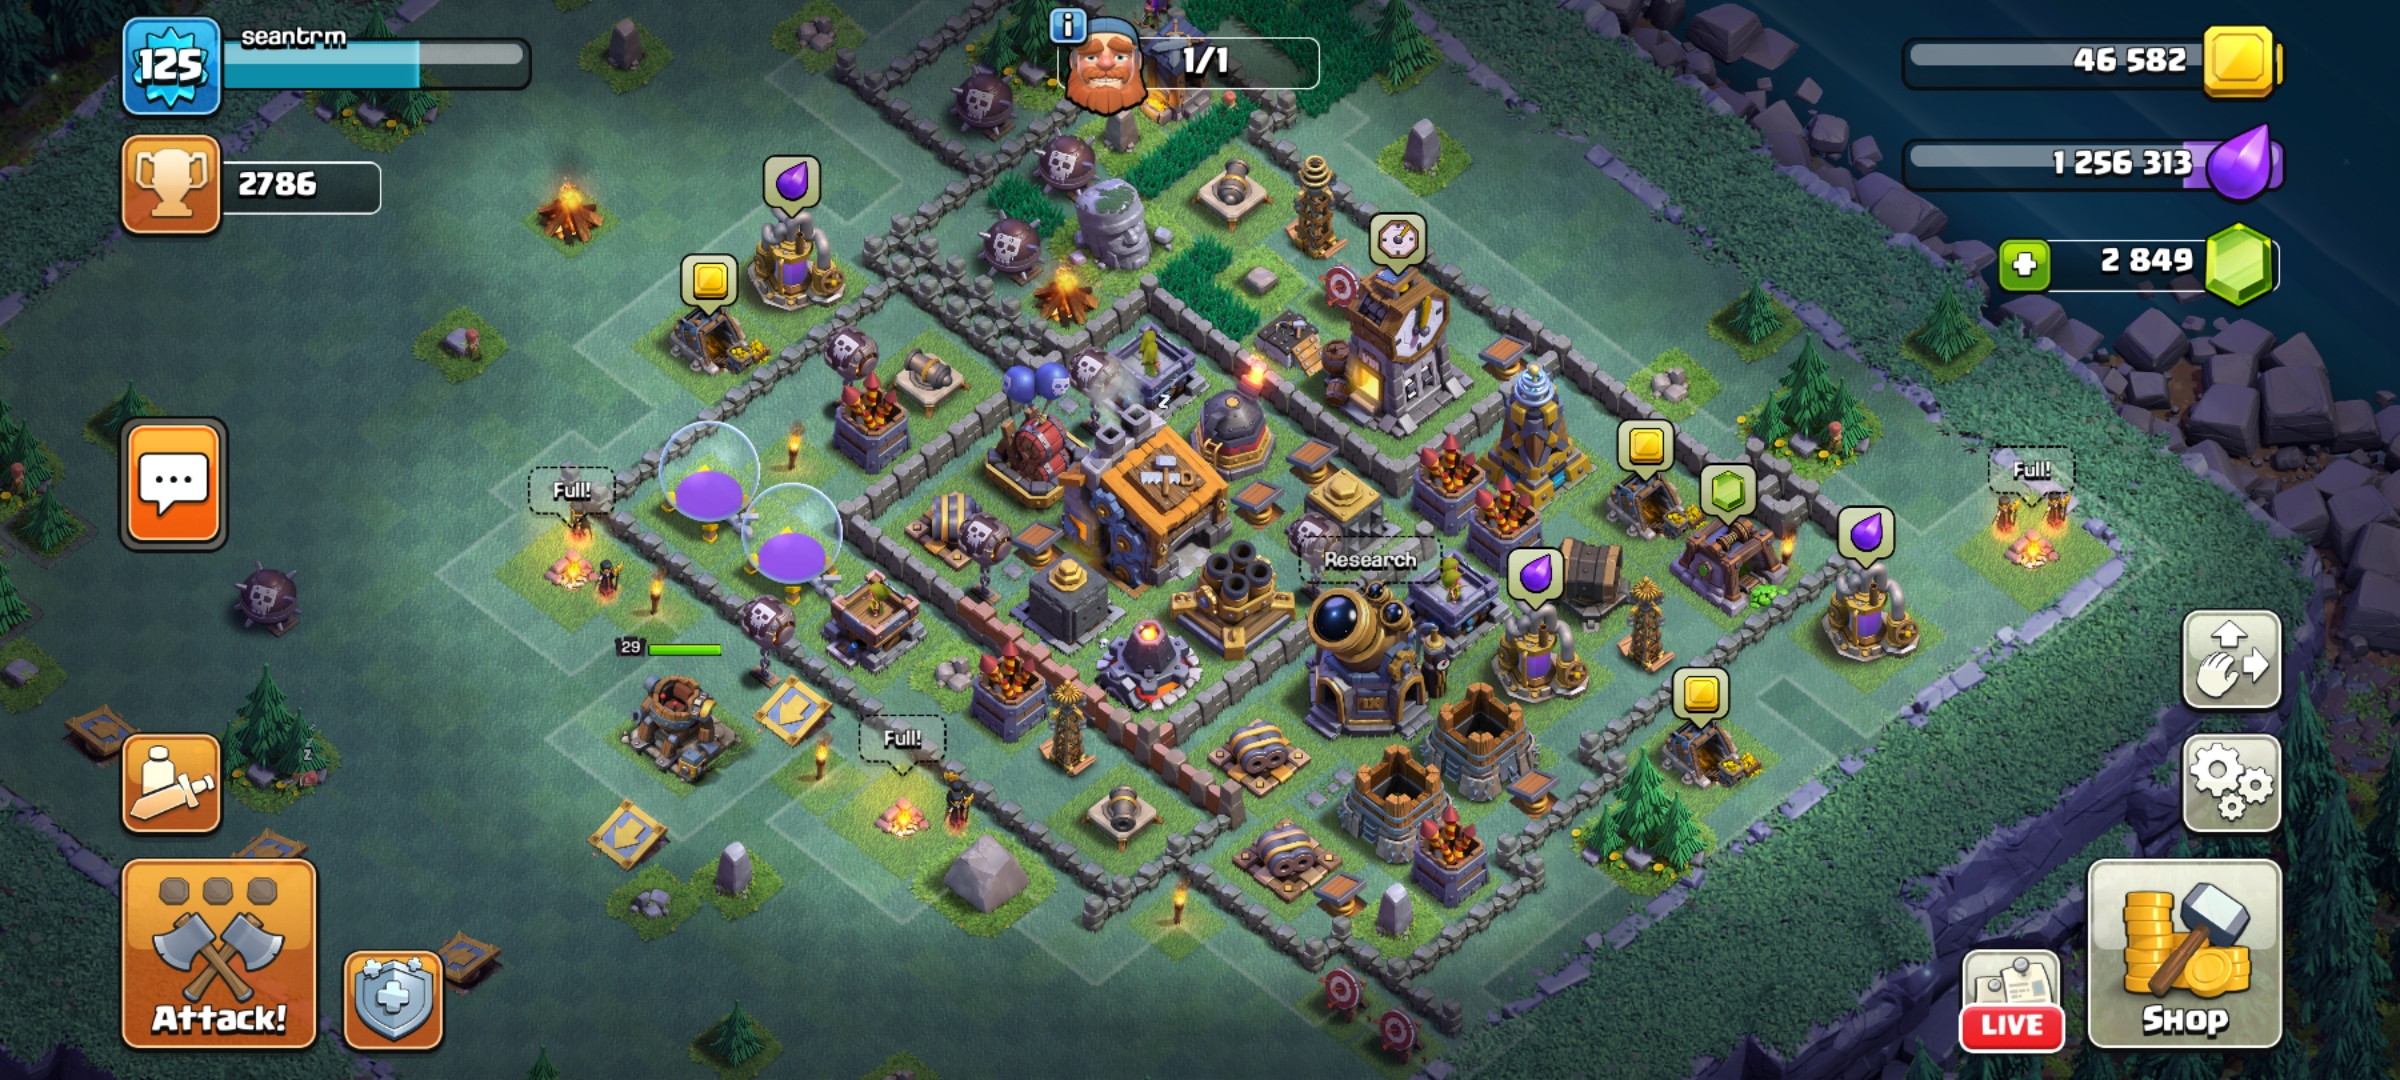 125
seantrm
i
1/1
46 582
2786
1 256 313
2 849
Full!
Full!
Research
29
Full!
Z
z
Attack!
LIVE
Shop